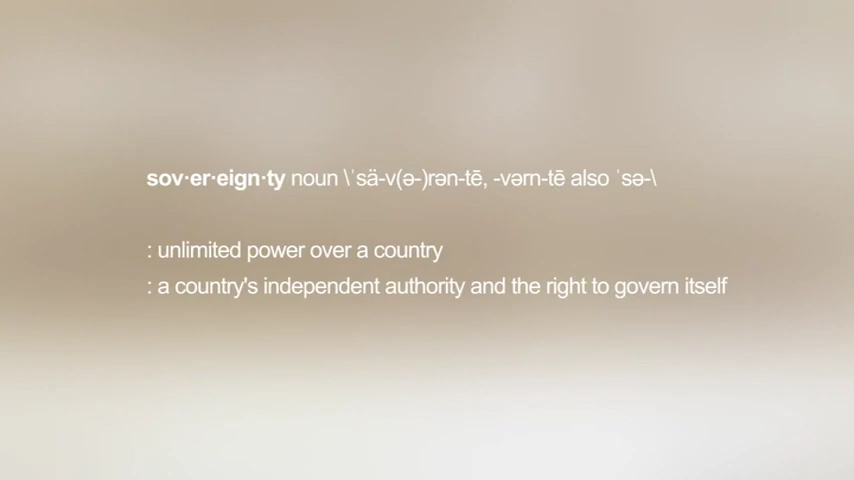 sov·er·eign·ty noun \ˈsä-v(ə-)rən-tē, -vərn-tē also ˈsə-\
: unlimited power over a country
: a country's independent authority and the right to govern itself